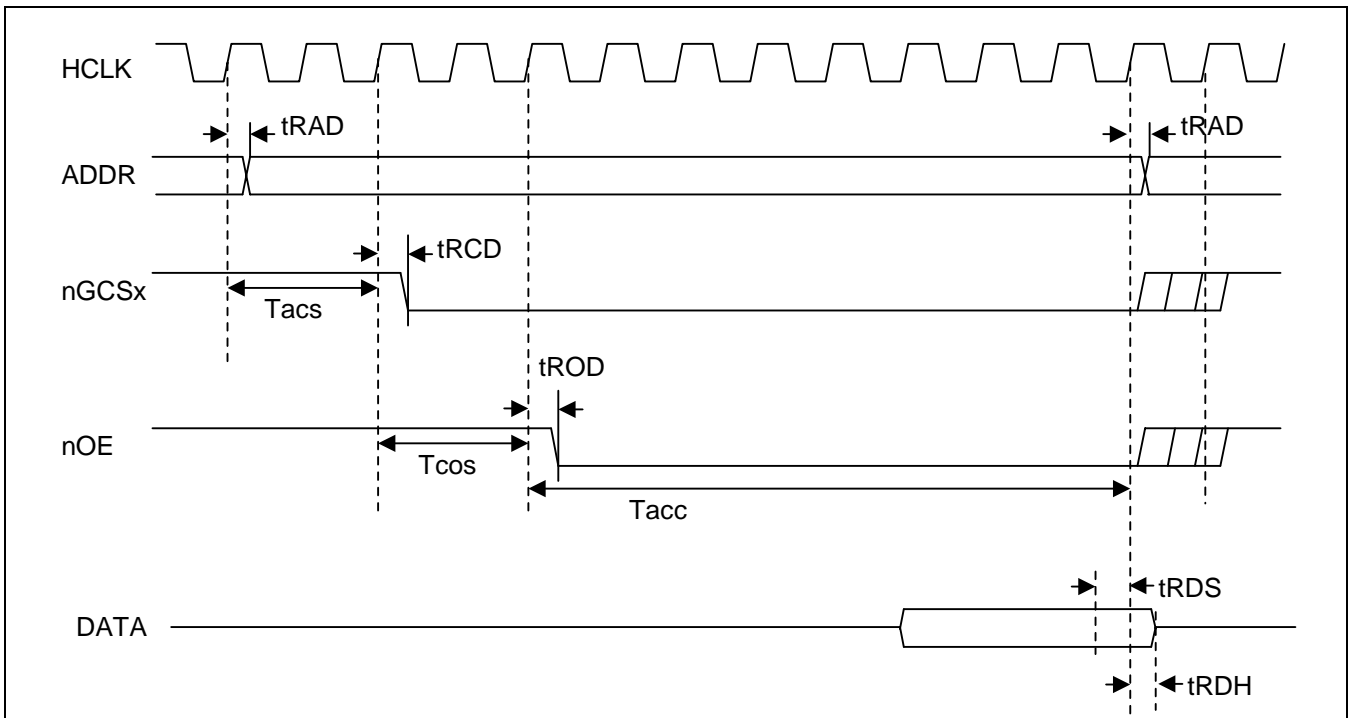 HCLK
tRAD
tRAD
ADDR
tRCD
nGCSx
Tacs
tROD
nOE
Tcos
Tacc
tRDS
DATA
tRDH